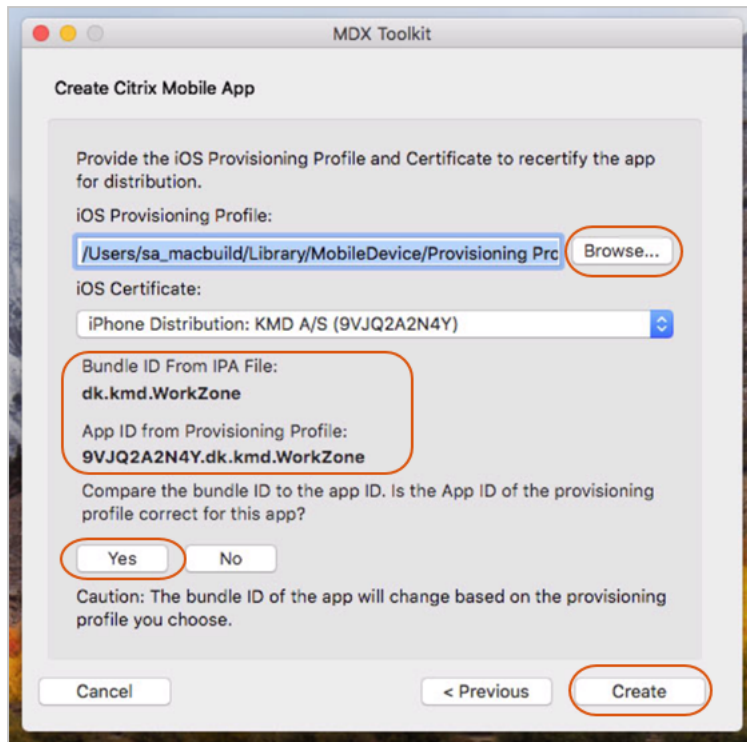 MDX Toolkit
Create Citrix Mobile App
Provide the iOS Provisioning Profile and Certificate to recertify the app
for distribution.
iOS Provisioning Profile:
/Users/sa_macbuild/Library/MobileDevice/Provisioning Prc Browse...
iOS Certificate:
iPhone Distribution: KMD A/S (9VJQ2A2N4Y)
Bundle ID From IPA File:
dk.kmd.WorkZone
App ID from Provisioning Profile:
9VJQ2A2N4Y.dk.kmd.WorkZone
Compare the bundle ID to the app ID. Is the App ID of the provisioning
profile correct for this app?
Yes No
Caution: The bundle ID of the app will change based on the provisioning
profile you choose.
Cancel < Previous Create